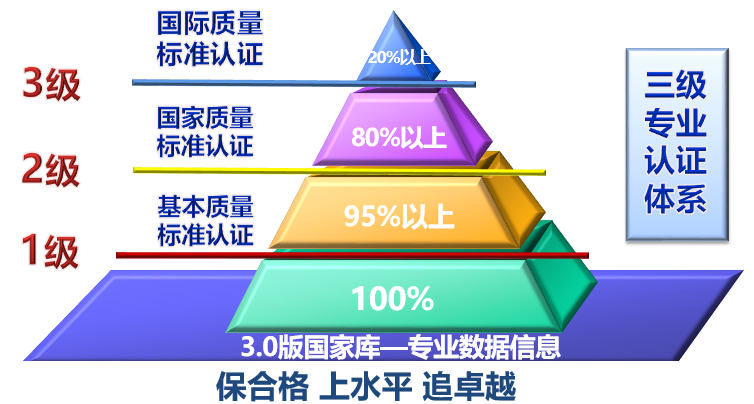 国际质量
标准认证
20%以上
3级
国家质量
标准认证
80%以上
2级
基本质量
标准认证
95%以上
1级
100%
3.0版国家库—专业数据信息
保合格 上水平 追卓越
三级
专业
认证
体系